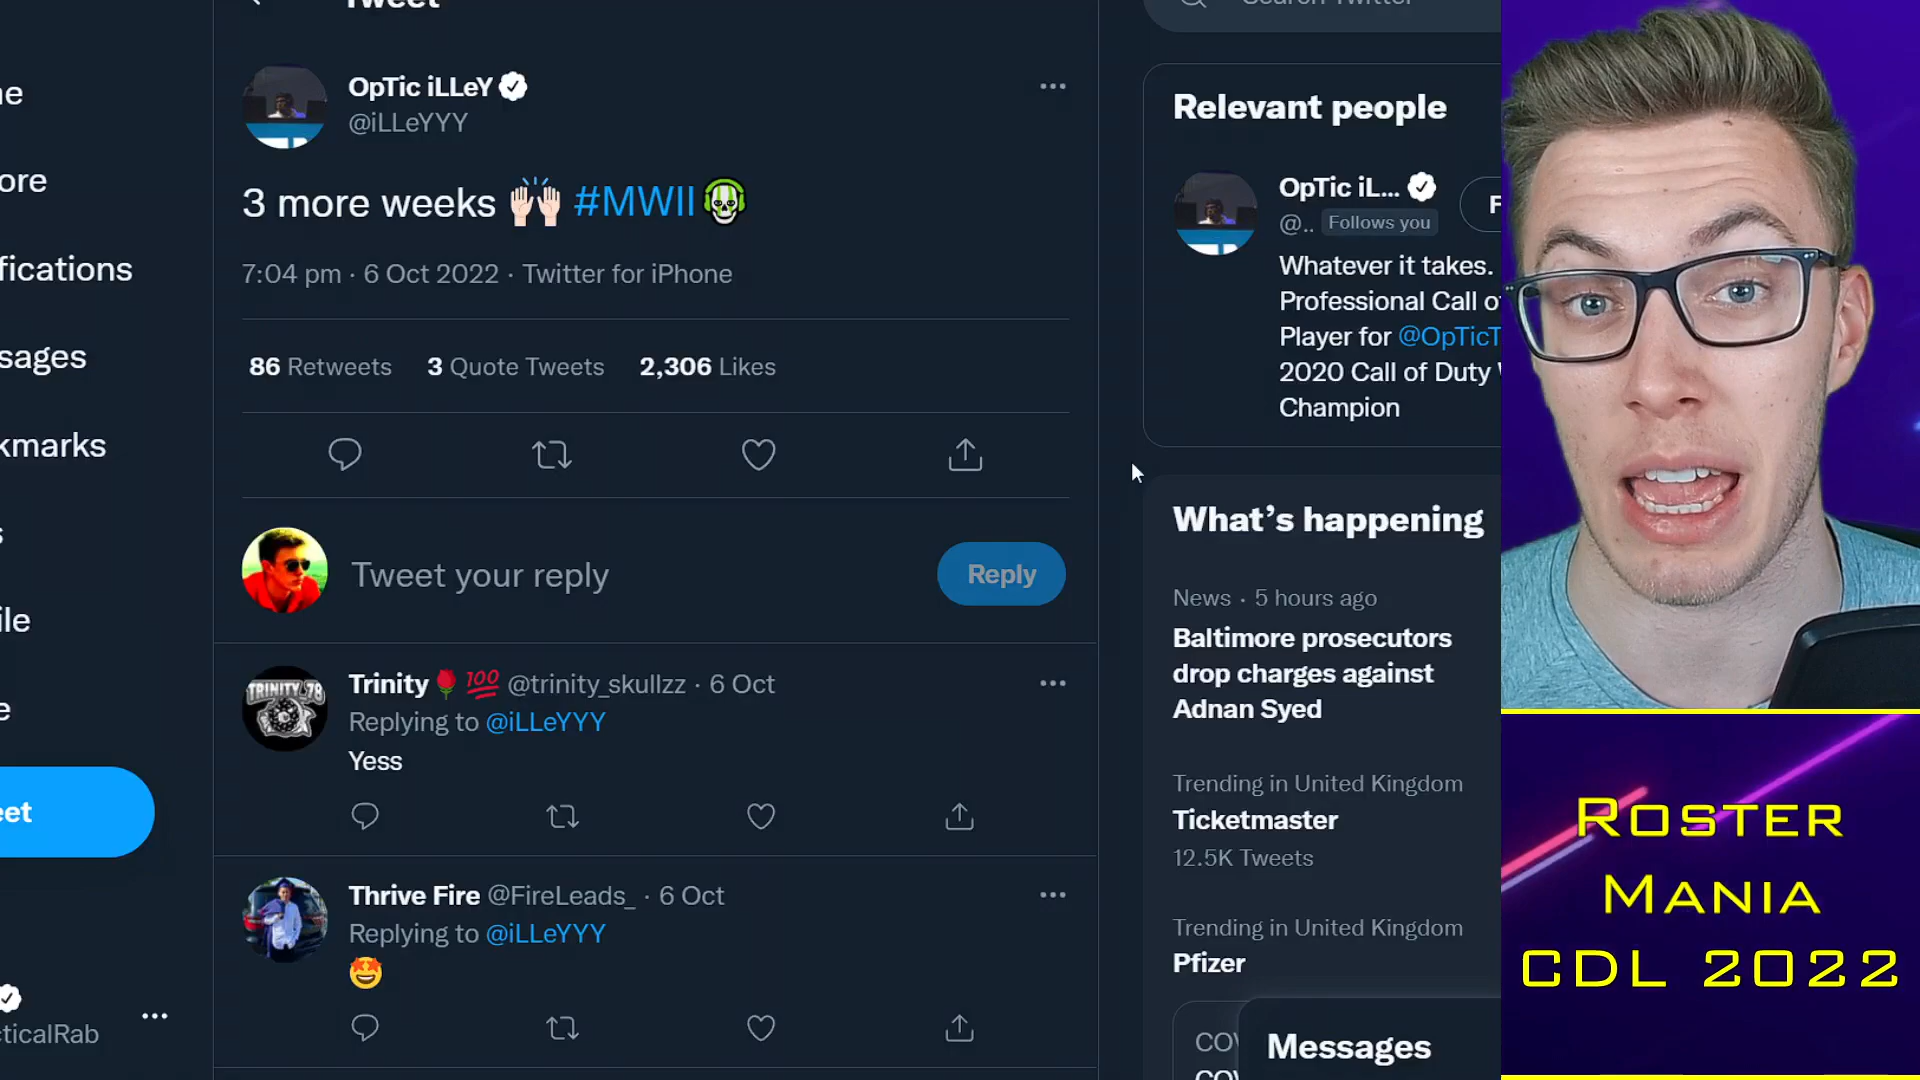 Tweet
Search Twitter
OpTic iLLeY
@iLLeYYY
3 more weeks 🙌🏻 #MWII
7:04 pm · 6 Oct 2022 · Twitter for iPhone
86 Retweets 3 Quote Tweets 2,306 Likes
Tweet your reply
Reply
Trinity🌹💯 @trinity_skullzz · 6 Oct
Replying to @iLLeYYY
Yess
Thrive Fire @FireLeads_ · 6 Oct
Replying to @iLLeYYY
🤩
ne
ore
fications
sages
kmarks
s
ile
e
eet
cticalRab
Relevant people
OpTic iL...
@.. Follows you
F
Whatever it takes.
Professional Call o
Player for @OpTicT
2020 Call of Duty W
Champion
What's happening
News · 5 hours ago
Baltimore prosecutors
drop charges against
Adnan Syed
Trending in United Kingdom
Ticketmaster
12.5K Tweets
Trending in United Kingdom
Pfizer
COV
Messages
ROSTER
MANIA
CDL 2022
TRINITY_78